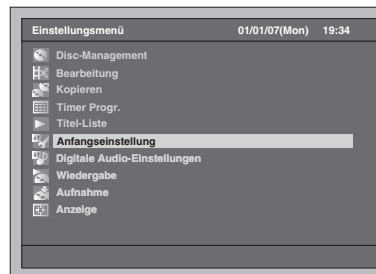 Einstellungsmenü 01/01/07(Mon) 19:34
Disc-Management
Bearbeitung
Kopieren
Timer Progr.
Titel-Liste
Anfangseinstellung
Digitale Audio-Einstellungen
Wiedergabe
Aufnahme
Anzeige